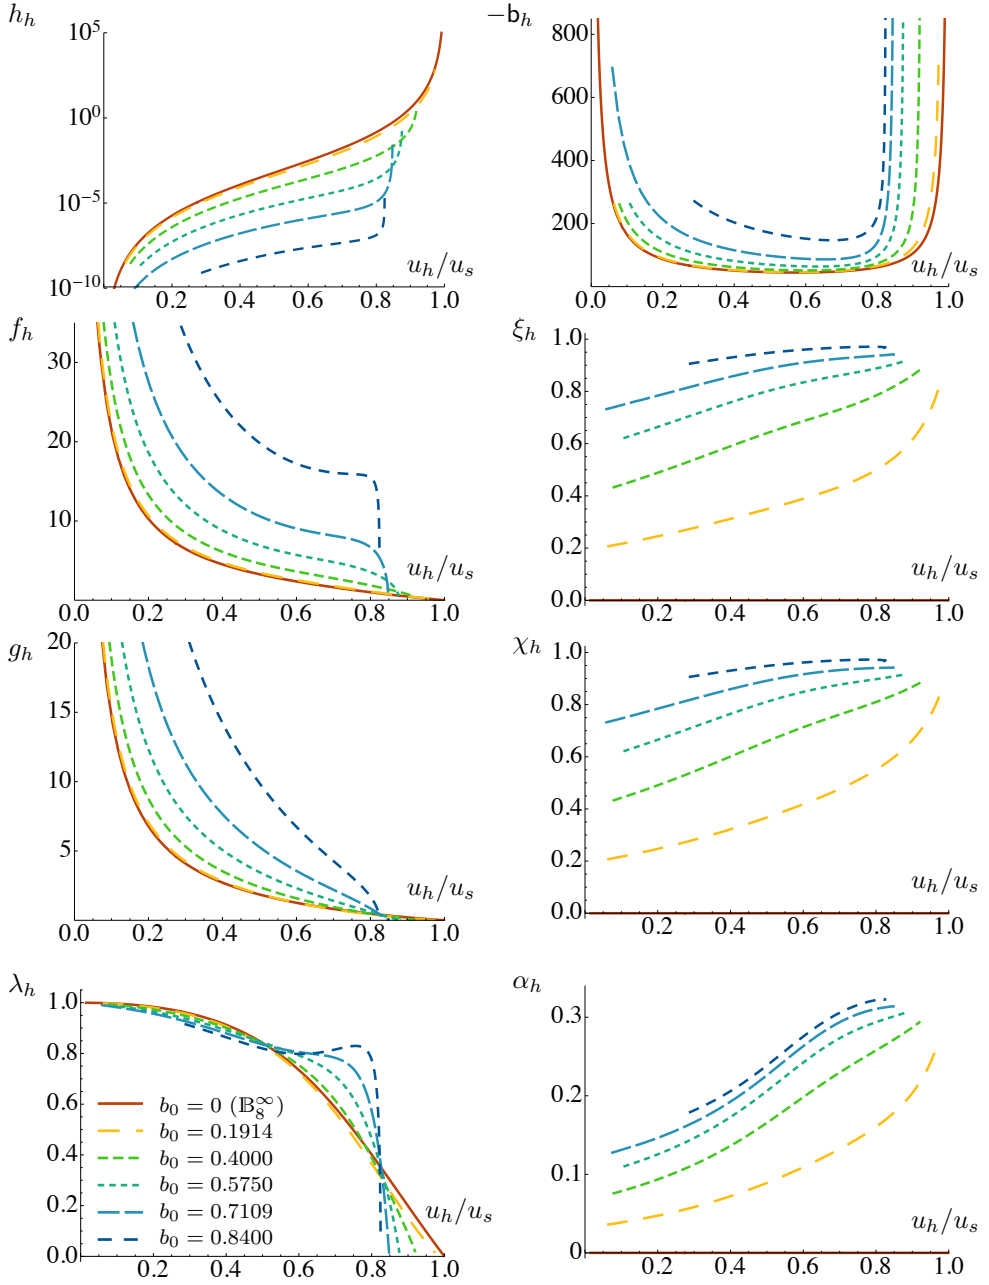 h_h
10^5
10^0
10^{-5}
10^{-10}
0.2 0.4 0.6 0.8 1.0
u_h/u_s
−b_h
800
600
400
200
0.0 0.2 0.4 0.6 0.8 1.0
u_h/u_s
f_h
30
20
10
0.0 0.2 0.4 0.6 0.8 1.0
u_h/u_s
ξ_h
1.0
0.8
0.6
0.4
0.2
0.0
0.2 0.4 0.6 0.8 1.0
u_h/u_s
g_h
20
15
10
5
0.0 0.2 0.4 0.6 0.8 1.0
u_h/u_s
χ_h
1.0
0.8
0.6
0.4
0.2
0.0
0.2 0.4 0.6 0.8 1.0
u_h/u_s
λ_h
1.0
0.8
0.6
0.4
0.2
0.0
0.2 0.4 0.6 0.8 1.0
u_h/u_s
b_0 = 0 (𝔹_8^∞)
b_0 = 0.1914
b_0 = 0.4000
b_0 = 0.5750
b_0 = 0.7109
b_0 = 0.8400
α_h
0.3
0.2
0.1
0
0.2 0.4 0.6 0.8 1.0
u_h/u_s